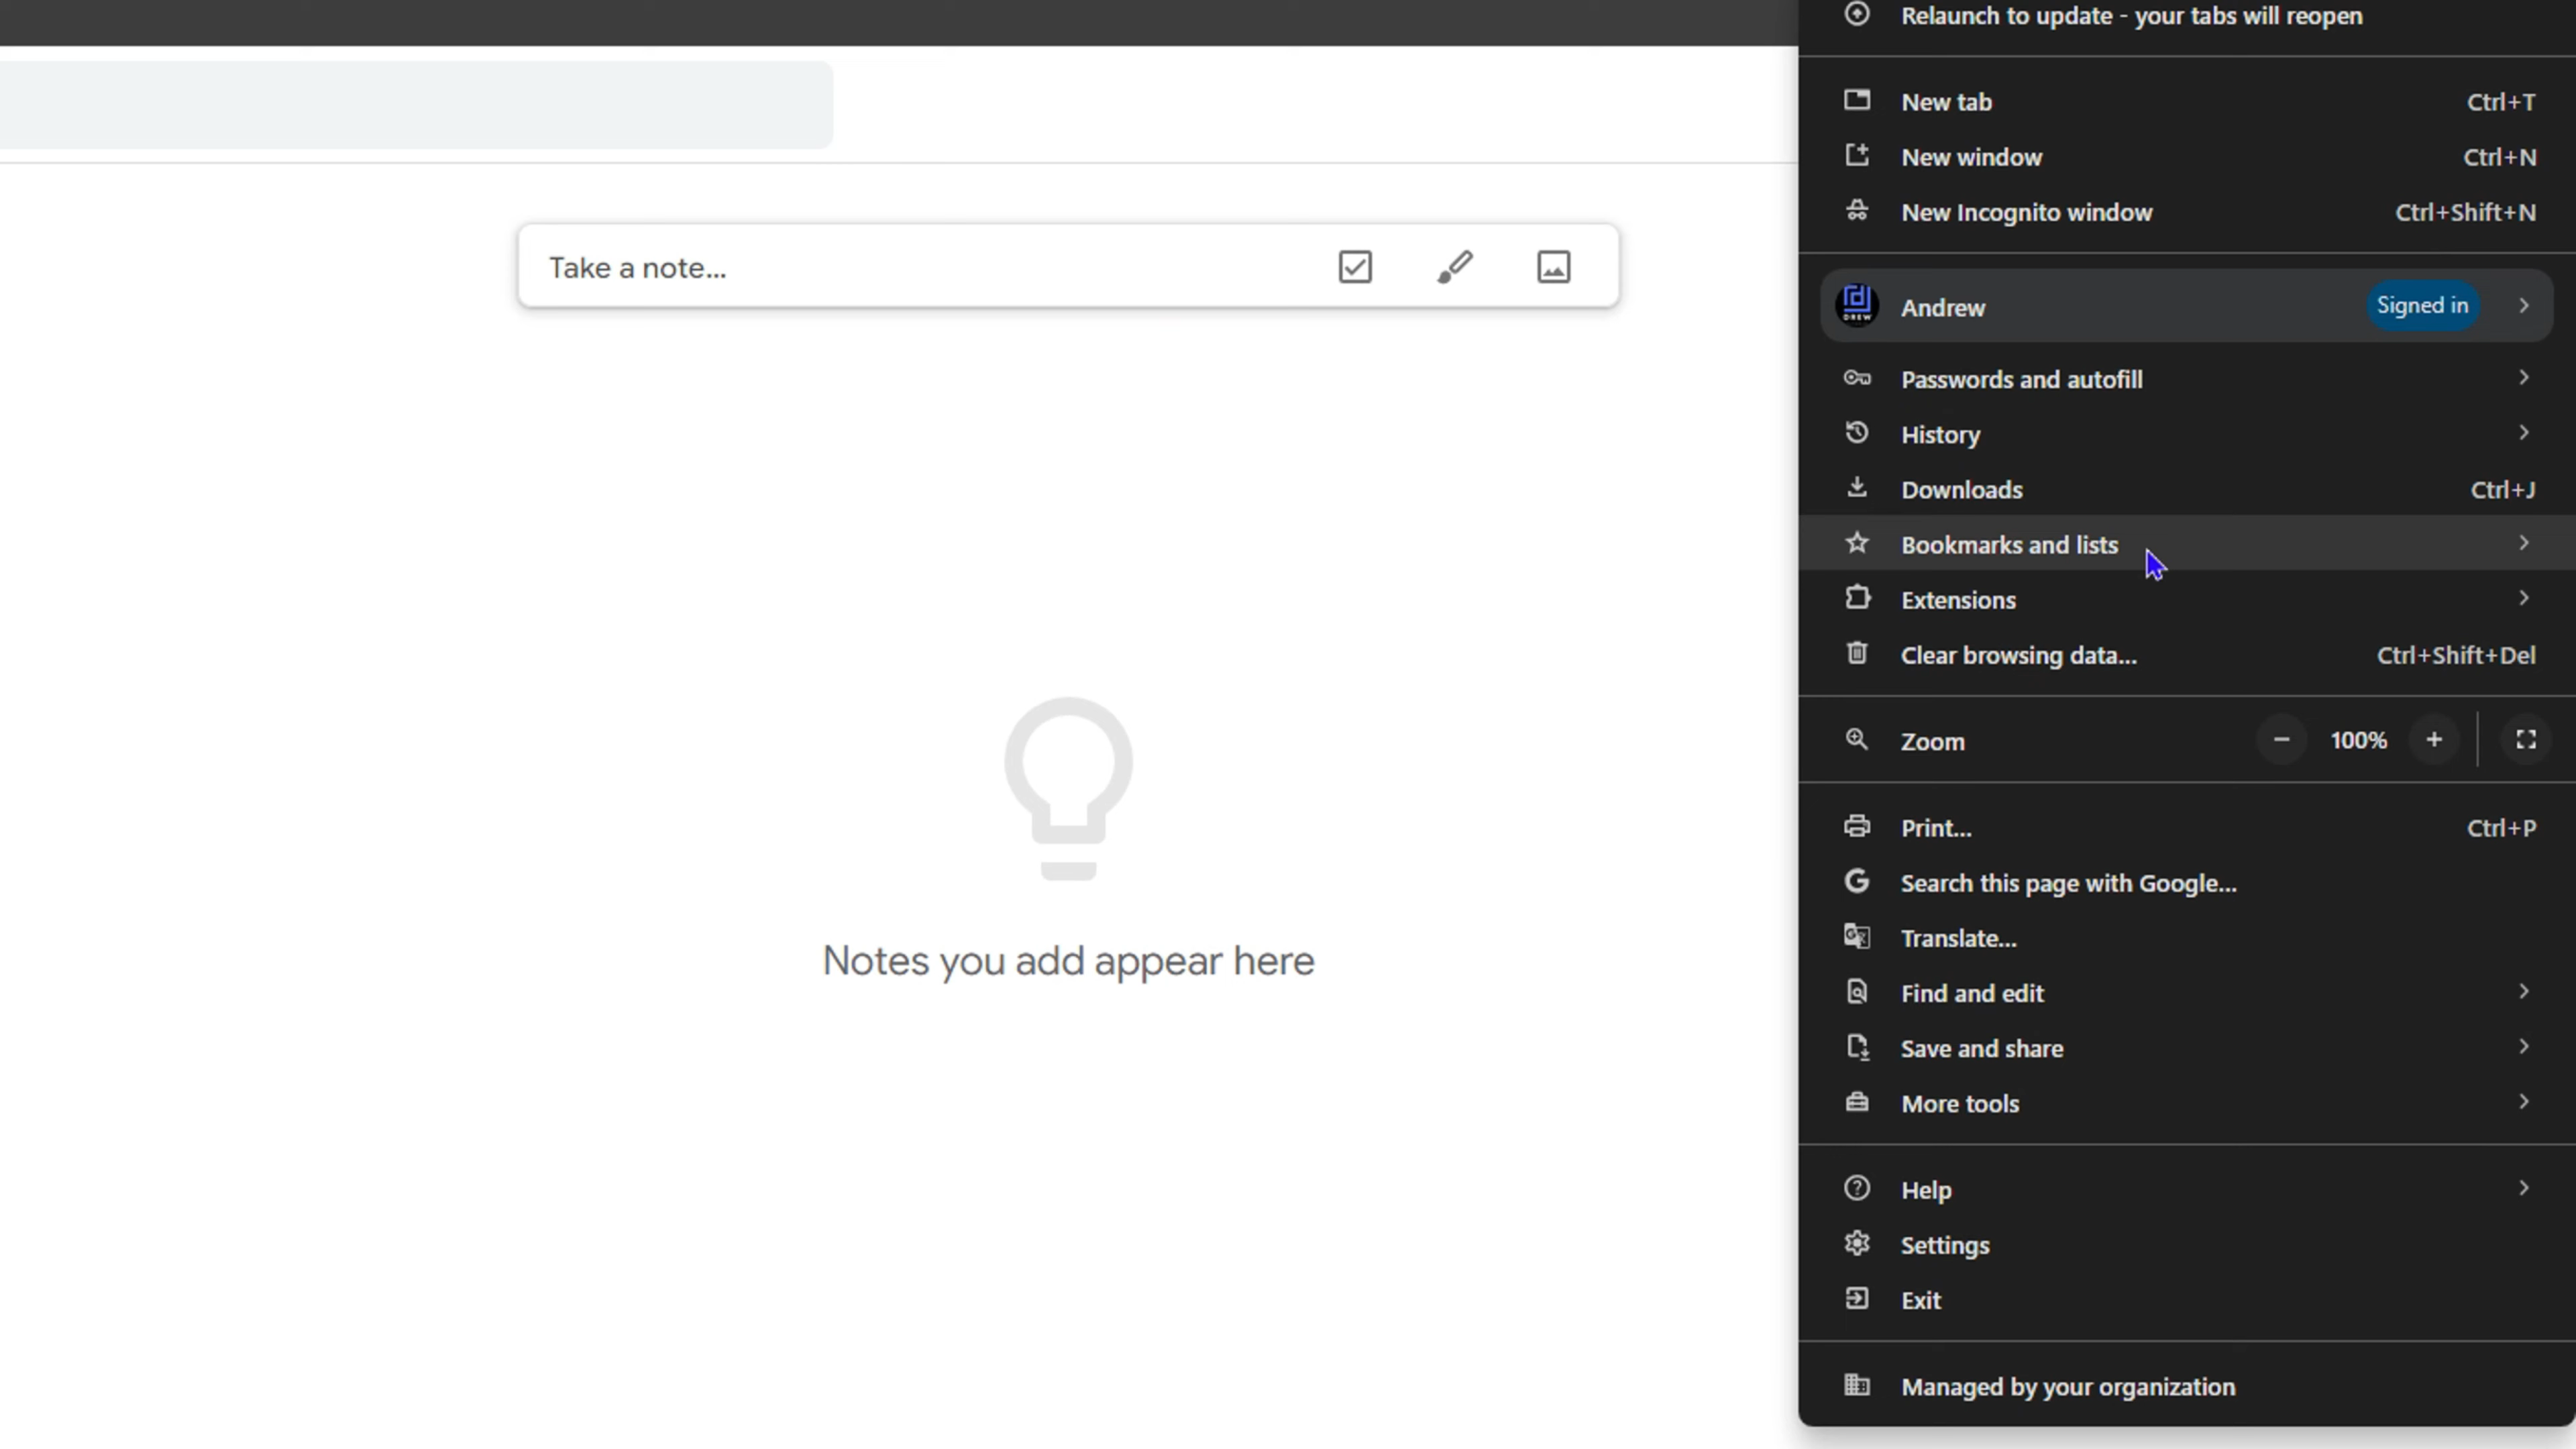 Relaunch to update - your tabs will reopen
New tab Ctrl+T
New window Ctrl+N
New Incognito window Ctrl+Shift+N
Take a note...
DREW Andrew Signed in
Passwords and autofill
History
Downloads Ctrl+J
Bookmarks and lists
Extensions
Clear browsing data... Ctrl+Shift+Del
Zoom 100%
Print... Ctrl+P
Search this page with Google...
Translate...
Notes you add appear here
Find and edit
Save and share
More tools
Help
Settings
Exit
Managed by your organization